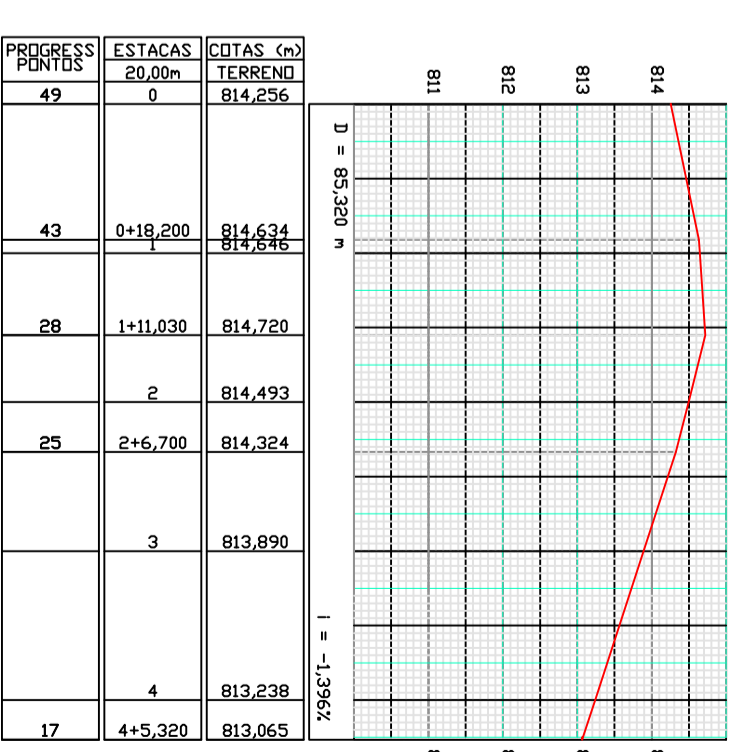 PROGRESS PONTOS ESTACAS COTAS (m)
20,00m TERRENO
49 0 814,256
43 0+18,200 814,634
1 814,646
28 1+11,030 814,720
2 814,493
25 2+6,700 814,324
3 813,890
4 813,238
17 4+5,320 813,065
D = 85,320 m
i = -1,396%
811 812 813 814